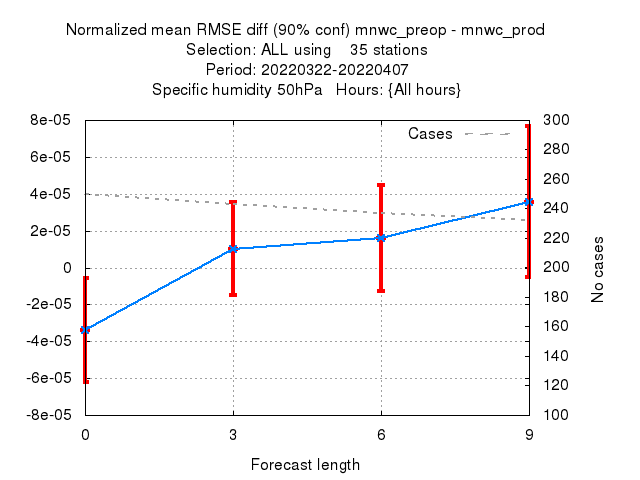 Normalized mean RMSE diff (90% conf) mnwc_preop - mnwc_prod
Selection: ALL using    35 stations
Period: 20220322-20220407
Specific humidity 50hPa   Hours: {All hours}
Cases
8e-05
6e-05
4e-05
2e-05
0
-2e-05
-4e-05
-6e-05
-8e-05
300
280
260
240
220
200
180
160
140
120
100
No cases
0 3 6 9
Forecast length